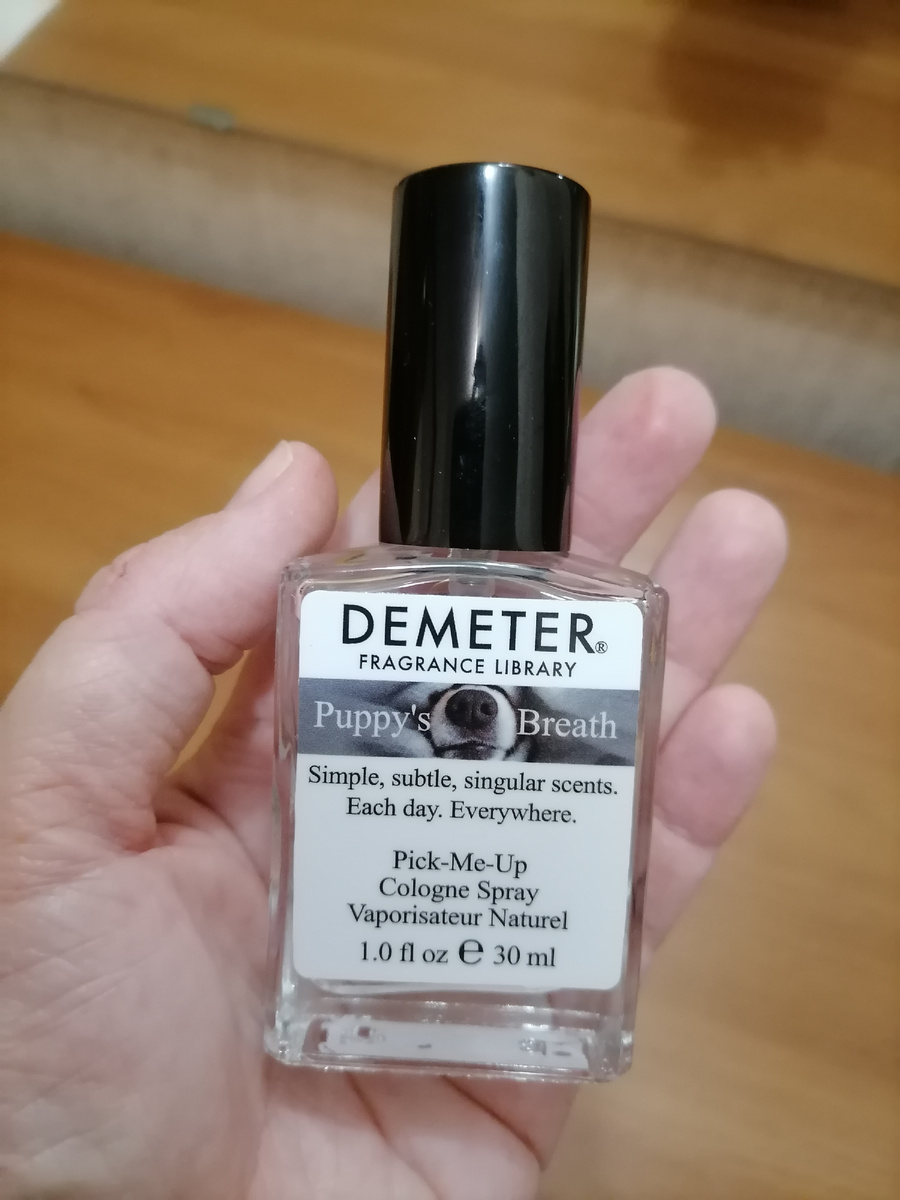 DEMETER®
FRAGRANCE LIBRARY
Puppy's Breath
Simple, subtle, singular scents.
Each day. Everywhere.
Pick-Me-Up
Cologne Spray
Vaporisateur Naturel
1.0 fl oz ℮ 30 ml